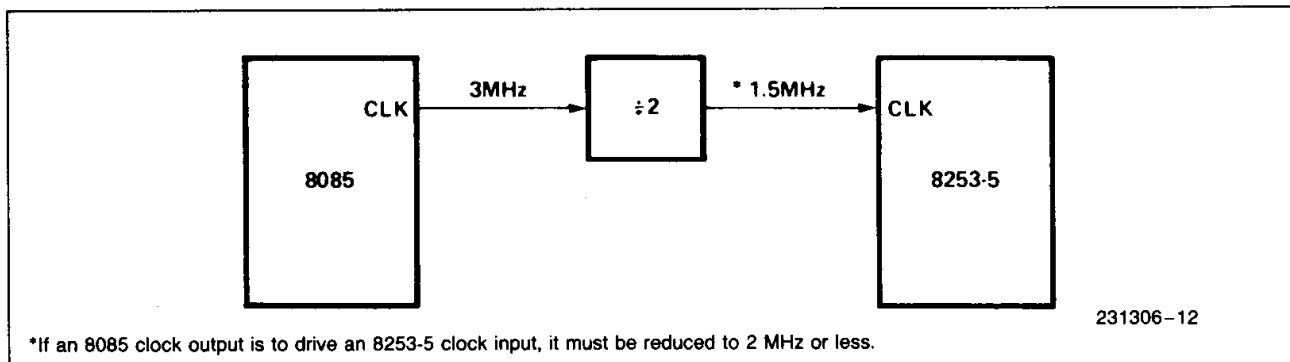 3MHz
* 1.5MHz
CLK
÷2
CLK
8085
8253-5
231306-12
*If an 8085 clock output is to drive an 8253-5 clock input, it must be reduced to 2 MHz or less.